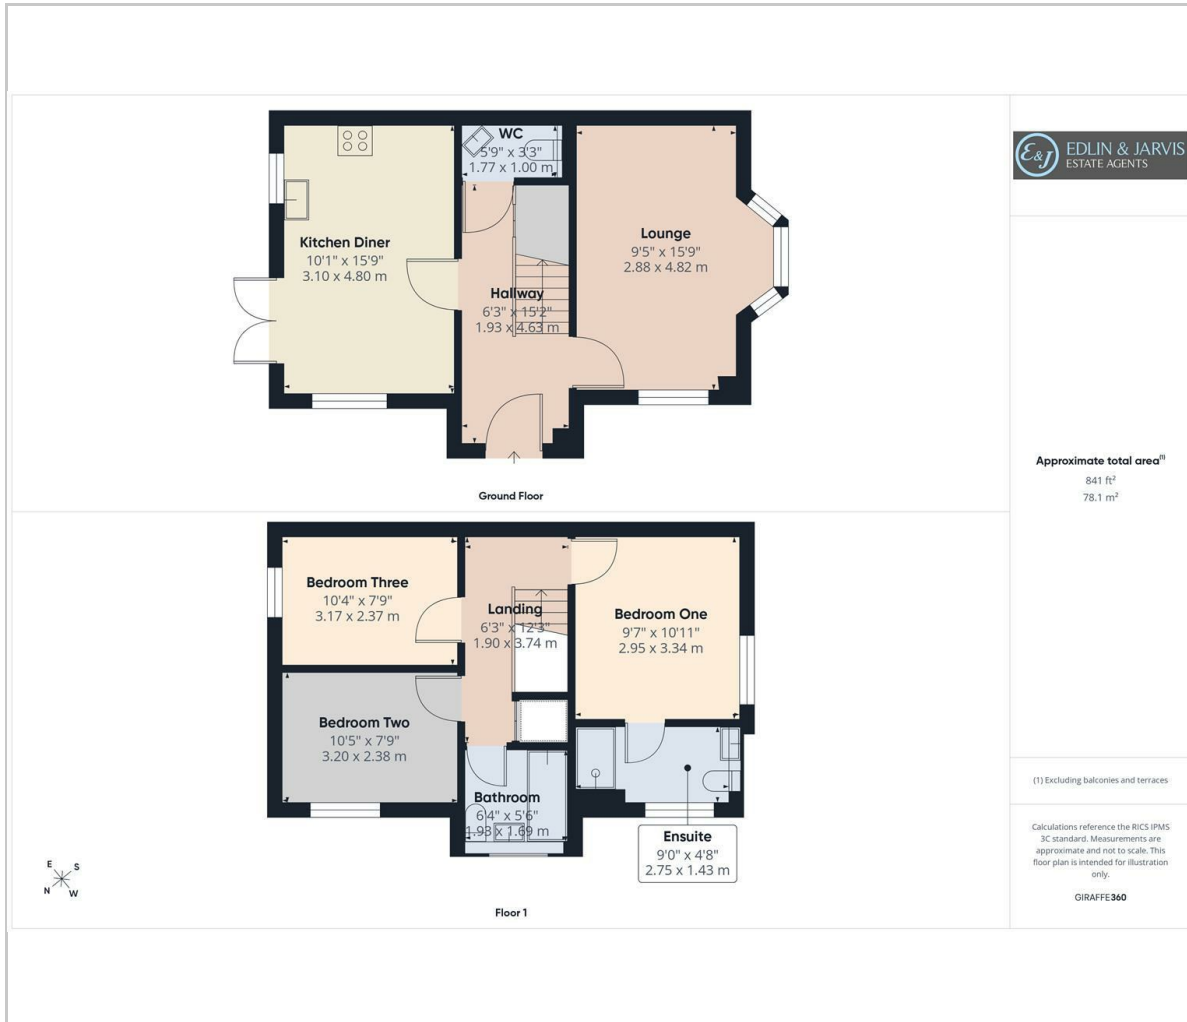 WC
5'9" x 3'3"
1.77 x 1.00 m
Kitchen Diner
10'1" x 15'9"
3.10 x 4.80 m
Lounge
9'5" x 15'9"
2.88 x 4.82 m
Hallway
6'3" x 15'2"
1.93 x 4.63 m
Ground Floor
Bedroom Three
10'4" x 7'9"
3.17 x 2.37 m
Landing
6'3" x 12'3"
1.90 x 3.74 m
Bedroom One
9'7" x 10'11"
2.95 x 3.34 m
Bedroom Two
10'5" x 7'9"
3.20 x 2.38 m
Bathroom
6'4" x 5'6"
1.93 x 1.69 m
Ensuite
9'0" x 4'8"
2.75 x 1.43 m
E S
N W
Floor 1
E&J EDLIN & JARVIS
ESTATE AGENTS
Approximate total area(1)
841 ft²
78.1 m²
(1) Excluding balconies and terraces
Calculations reference the RICS IPMS
3C standard. Measurements are
approximate and not to scale. This
floor plan is intended for illustration
only.
GIRAFFE360